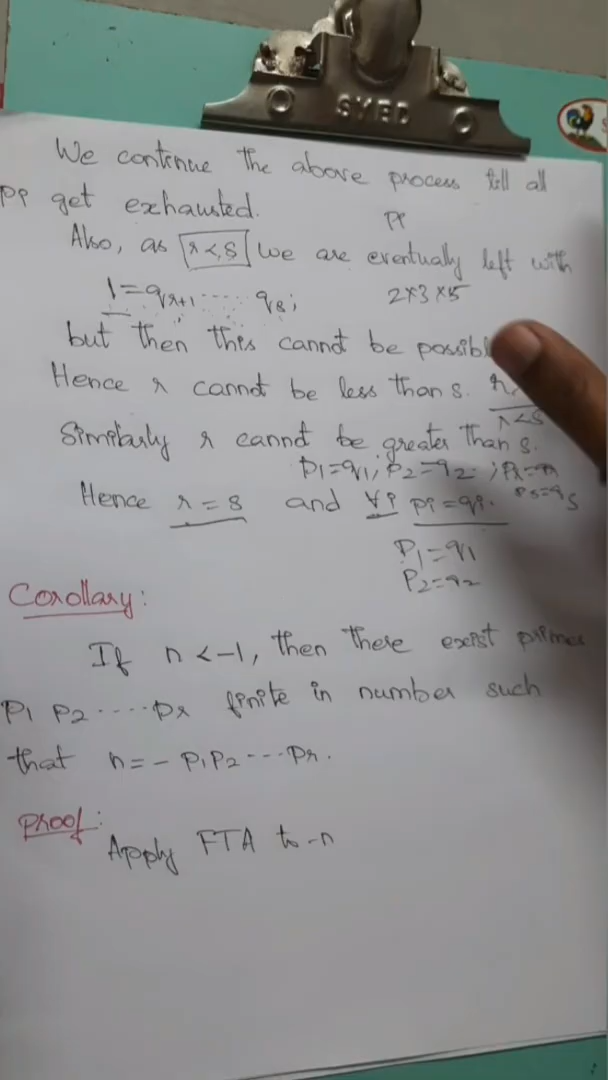 SYED
We continue the above process till all
pi get exhausted.
pi
Also, as r<s we are eventually left with
1=qr+1 ..... qs;
2×3×5
but then this cannot be
Hence r cannot be less than s.
r<s
Similarly r cannot be greater than s.
p1=q1; p2=q2;
Hence r = s and ∀i pi=qi.
ps=qs
P1=q1
P2=q2
Corollary:
If n <-1, then there exist primes
P1 P2 .... Pr finite in number such
that n = - P1P2 --- Pr.
Proof:
Apply FTA to -n